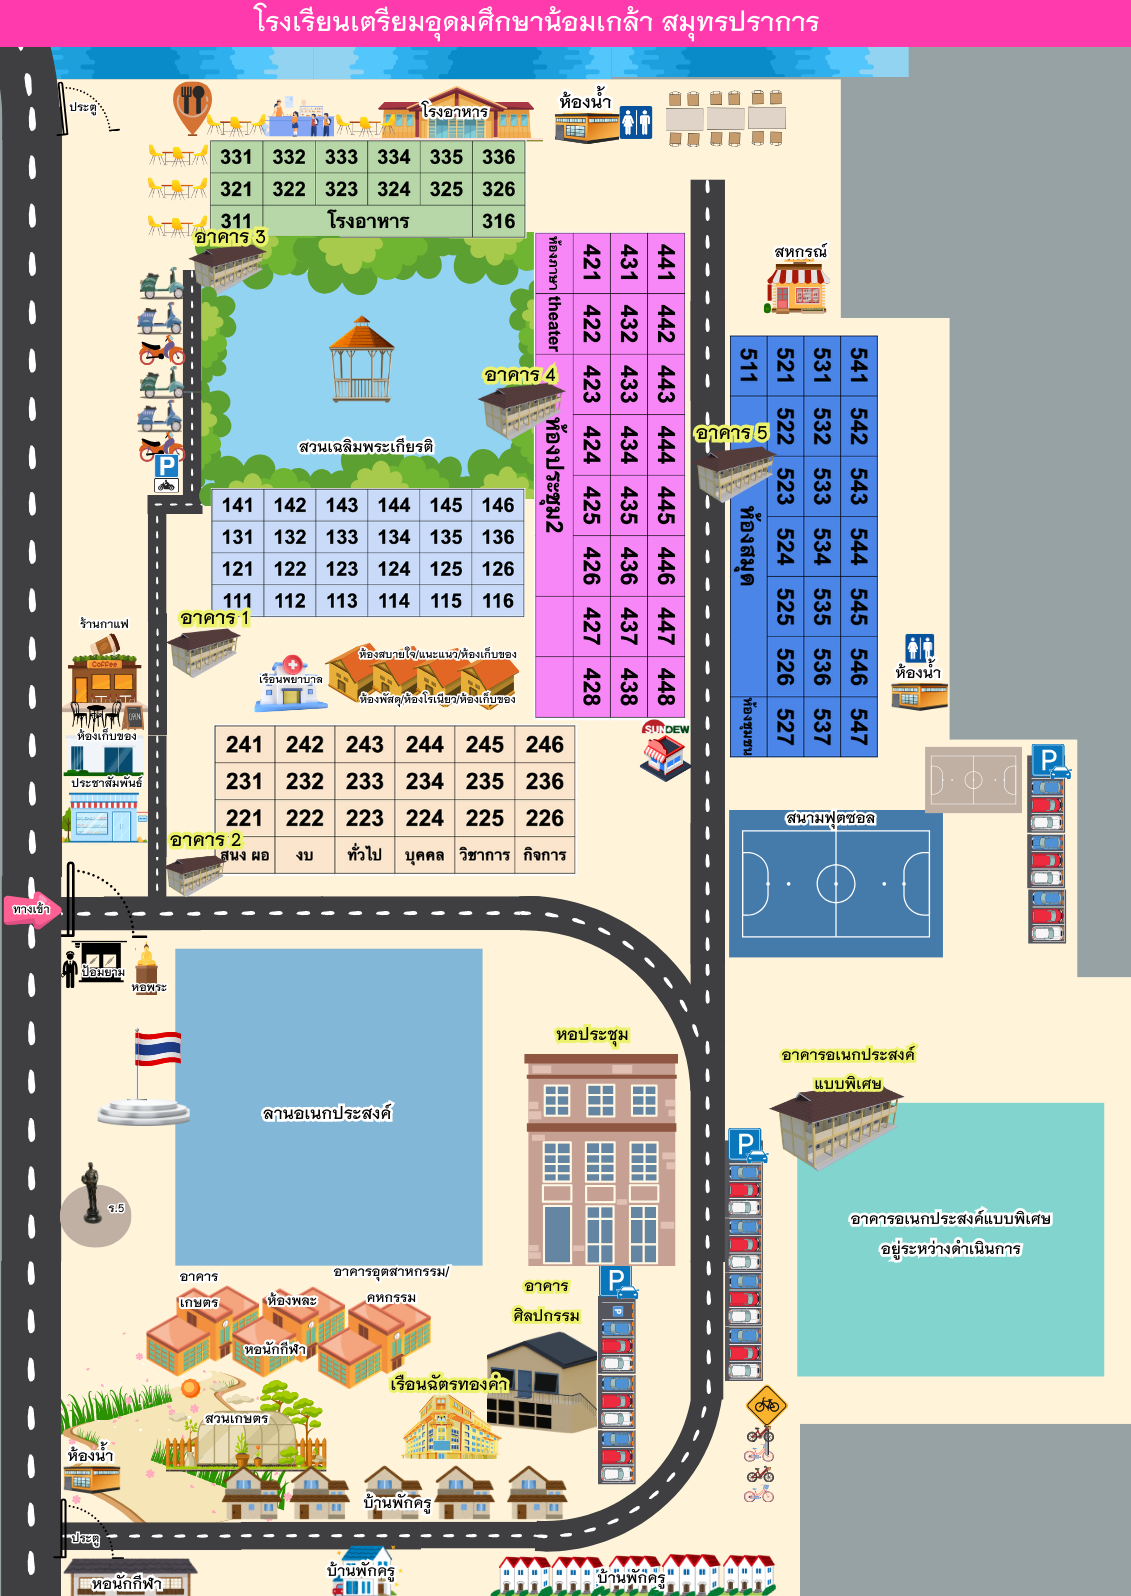 โรงเรียนเตรียมอุดมศึกษาน้อมเกล้า สมุทรปราการ
ประตู
โรงอาหาร
ห้องน้ำ
331 332 333 334 335 336
321 322 323 324 325 326
311 โรงอาหาร 316
อาคาร 3
สวนเฉลิมพระเกียรติ
P
141 142 143 144 145 146
131 132 133 134 135 136
121 122 123 124 125 126
111 112 113 114 115 116
อาคาร 1
ห้องภาษา theater ห้องประชุม2
421 422 423 424 425 426 427 428
431 432 433 434 435 436 437 438
441 442 443 444 445 446 447 448
อาคาร 4
สหกรณ์
511 ห้องสมุด ห้องชุมชน
521 522 523 524 525 526 527
531 532 533 534 535 536 537
541 542 543 544 545 546 547
อาคาร 5
ห้องน้ำ
ร้านกาแฟ
Coffee
OPEN
ห้องเก็บของ
ประชาสัมพันธ์
เรือนพยาบาล
ห้องสบายใจ/แนะแนว/ห้องเก็บของ
ห้องพัสดุ/ห้องโรเนียว/ห้องเก็บของ
SUNDEW
241 242 243 244 245 246
231 232 233 234 235 236
221 222 223 224 225 226
สนง ผอ งบ ทั่วไป บุคคล วิชาการ กิจการ
อาคาร 2
สนามฟุตซอล
P
ทางเข้า
ป้อมยาม
หอพระ
ลานอเนกประสงค์
หอประชุม
อาคารอเนกประสงค์
แบบพิเศษ
P
อาคารอเนกประสงค์แบบพิเศษ
อยู่ระหว่างดำเนินการ
ร.5
อาคาร
เกษตร
ห้องพละ
อาคารอุตสาหกรรม/
คหกรรม
หอนักกีฬา
อาคาร
ศิลปกรรม
P
P
เรือนฉัตรทองคำ
สวนเกษตร
ห้องน้ำ
บ้านพักครู
ประตู
หอนักกีฬา
บ้านพักครู
บ้านพักครู